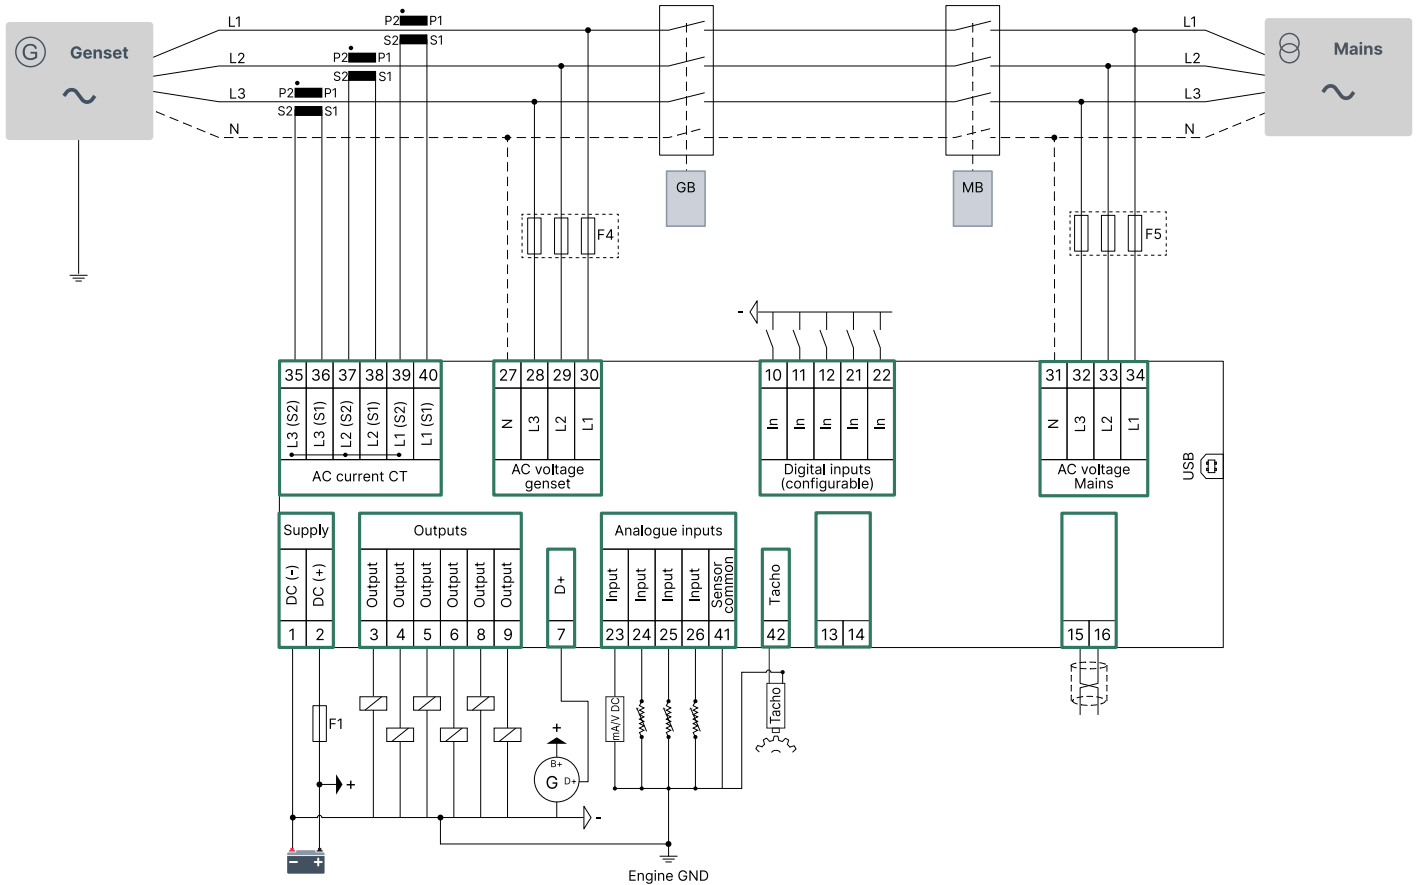 L1 P2 P1 L1
G Genset S2 S1 Mains
L2 P2 P1 L2
S2 S1
L3 P2 P1 L3
S2 S1
N N
GB MB
F4 F5
-
35 36 37 38 39 40 27 28 29 30 10 11 12 21 22 31 32 33 34
L3 (S2) L3 (S1) L2 (S2) L2 (S1) L1 (S2) L1 (S1) N L3 L2 L1 In In In In In N L3 L2 L1
AC current CT
AC voltage
genset
Digital inputs
(configurable)
AC voltage
Mains
USB
Supply Outputs Analogue inputs
DC (-) DC (+) Output Output Output Output Output Output D+ Input Input Input Input Sensor
common Tacho
1 2 3 4 5 6 8 9 7 23 24 25 26 41 42 13 14 15 16
F1 mA/V DC Tacho
+
B+
G D+
+
-
- +
Engine GND